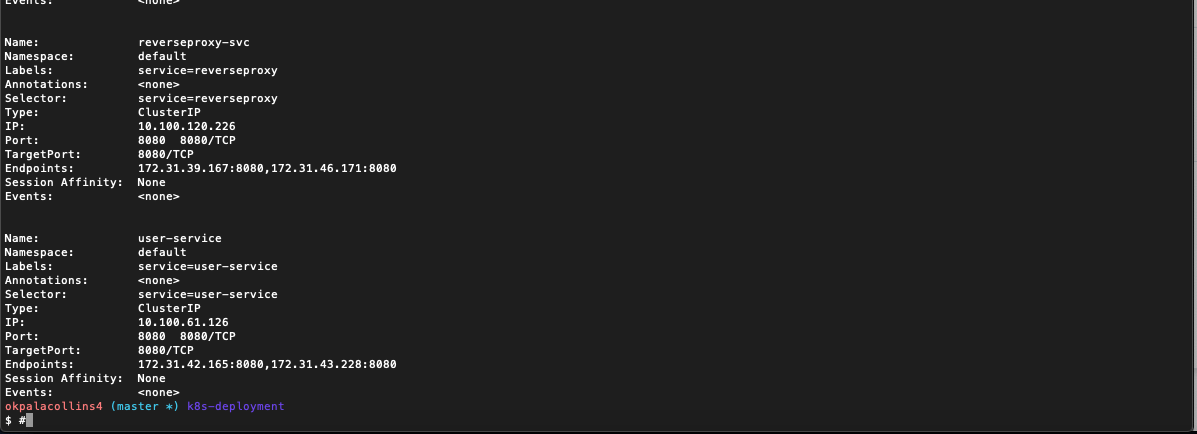 Events:            <none>
Name:              reverseproxy-svc
Namespace:         default
Labels:            service=reverseproxy
Annotations:       <none>
Selector:          service=reverseproxy
Type:              ClusterIP
IP:                10.100.120.226
Port:              8080  8080/TCP
TargetPort:        8080/TCP
Endpoints:         172.31.39.167:8080,172.31.46.171:8080
Session Affinity:  None
Events:            <none>
Name:              user-service
Namespace:         default
Labels:            service=user-service
Annotations:       <none>
Selector:          service=user-service
Type:              ClusterIP
IP:                10.100.61.126
Port:              8080  8080/TCP
TargetPort:        8080/TCP
Endpoints:         172.31.42.165:8080,172.31.43.228:8080
Session Affinity:  None
Events:            <none>
okpalacollins4 (master *) k8s-deployment
$ #